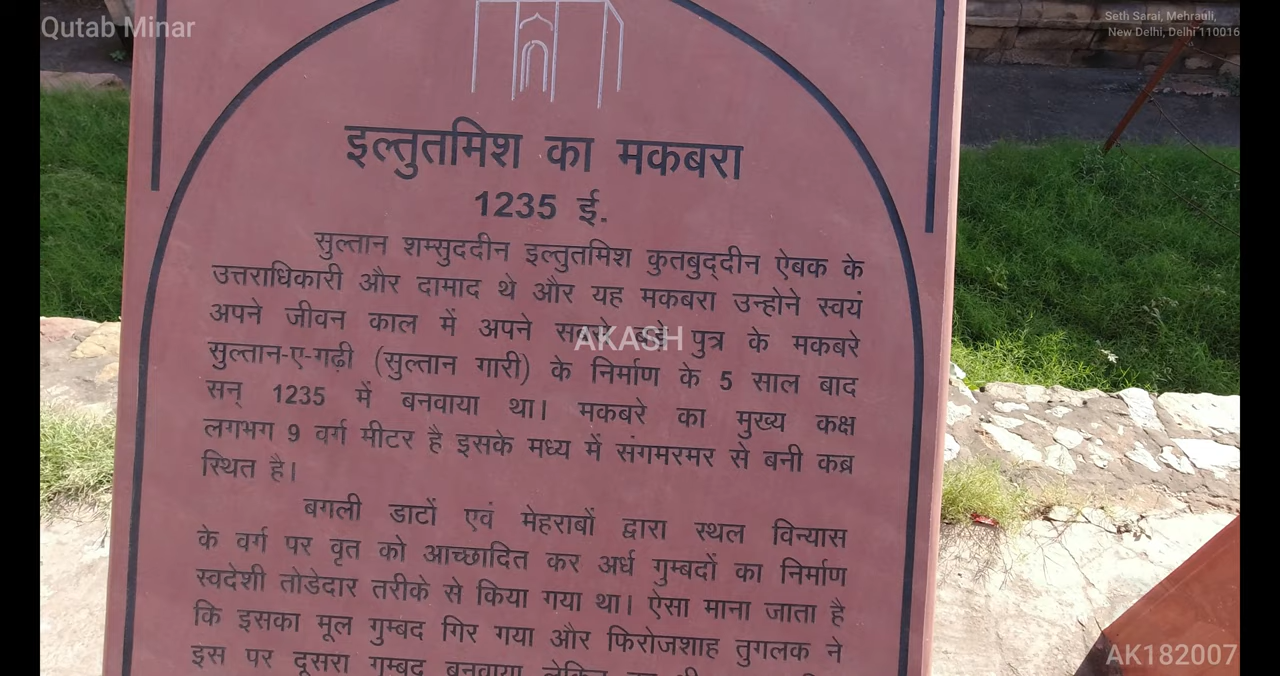 Qutab Minar
Seth Sarai, Mehrauli,
New Delhi, Delhi 110016
इल्तुतमिश का मकबरा
1235 ई.
सुल्तान शम्सुददीन इल्तुतमिश कुतबुद्दीन ऐबक के
उत्तराधिकारी और दामाद थे और यह मकबरा उन्होने स्वयं
अपने जीवन काल में अपने सबसे बड़े पुत्र के मकबरे
सुल्तान-ए-गढ़ी (सुल्तान गारी) के निर्माण के 5 साल बाद
सन् 1235 में बनवाया था। मकबरे का मुख्य कक्ष
लगभग 9 वर्ग मीटर है इसके मध्य में संगमरमर से बनी कब्र
स्थित है।
बगली डाटों एवं मेहराबों द्वारा स्थल विन्यास
के वर्ग पर वृत को आच्छादित कर अर्ध गुम्बदों का निर्माण
स्वदेशी तोडेदार तरीके से किया गया था। ऐसा माना जाता है
कि इसका मूल गुम्बद गिर गया और फिरोजशाह तुगलक ने
इस पर दूसरा गुम्बद बनवाया लेकिन
AKASH
AK182007